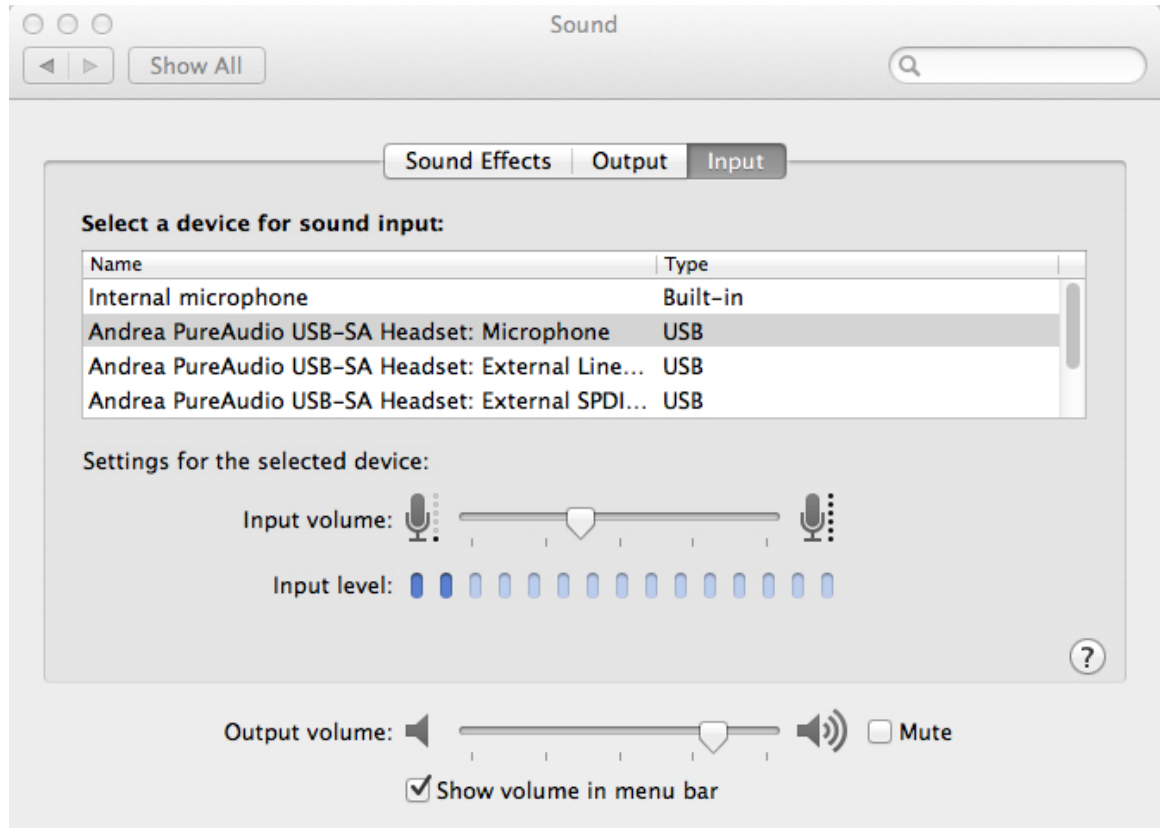 Sound
Show All
Sound Effects Output Input
Select a device for sound input:
Name Type
Internal microphone Built-in
Andrea PureAudio USB-SA Headset: Microphone USB
Andrea PureAudio USB-SA Headset: External Line... USB
Andrea PureAudio USB-SA Headset: External SPDI... USB
Settings for the selected device:
Input volume:
Input level:
?
Output volume: Mute
Show volume in menu bar